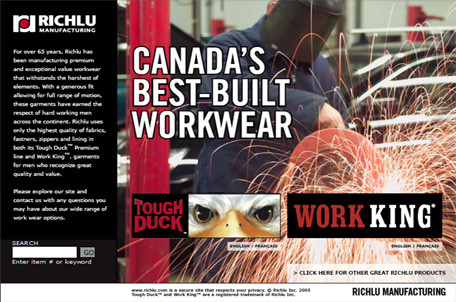 RICHLU
MANUFACTURING
For over 65 years, Richlu has
been manufacturing premium
and exceptional value workwear
that withstands the harshest of
elements. With a generous fit
allowing for full range of motion,
these garments have earned the
respect of hard working men
across the continent. Richlu uses
only the highest quality of fabrics,
fastners, zippers and lining in
both its Tough Duck™ Premium
line and Work King™, garments
for men who recognize great
quality and value.
Please explore our site and
contact us with any questions you
may have about our wide range of
work wear options.
SEARCH
GO
Enter item # or keyword
CANADA'S
BEST-BUILT
WORKWEAR
TOUGH
DUCK
ENGLISH / FRANÇAIS
WORK KING
ENGLISH / FRANÇAIS
> CLICK HERE FOR OTHER GREAT RICHLU PRODUCTS
www.richlu.com is a secure site that respects your privacy. © Richlu Inc. 2005
Tough Duck™ and Work King™ are a registered trademark of Richlu Inc.
RICHLU MANUFACTURING